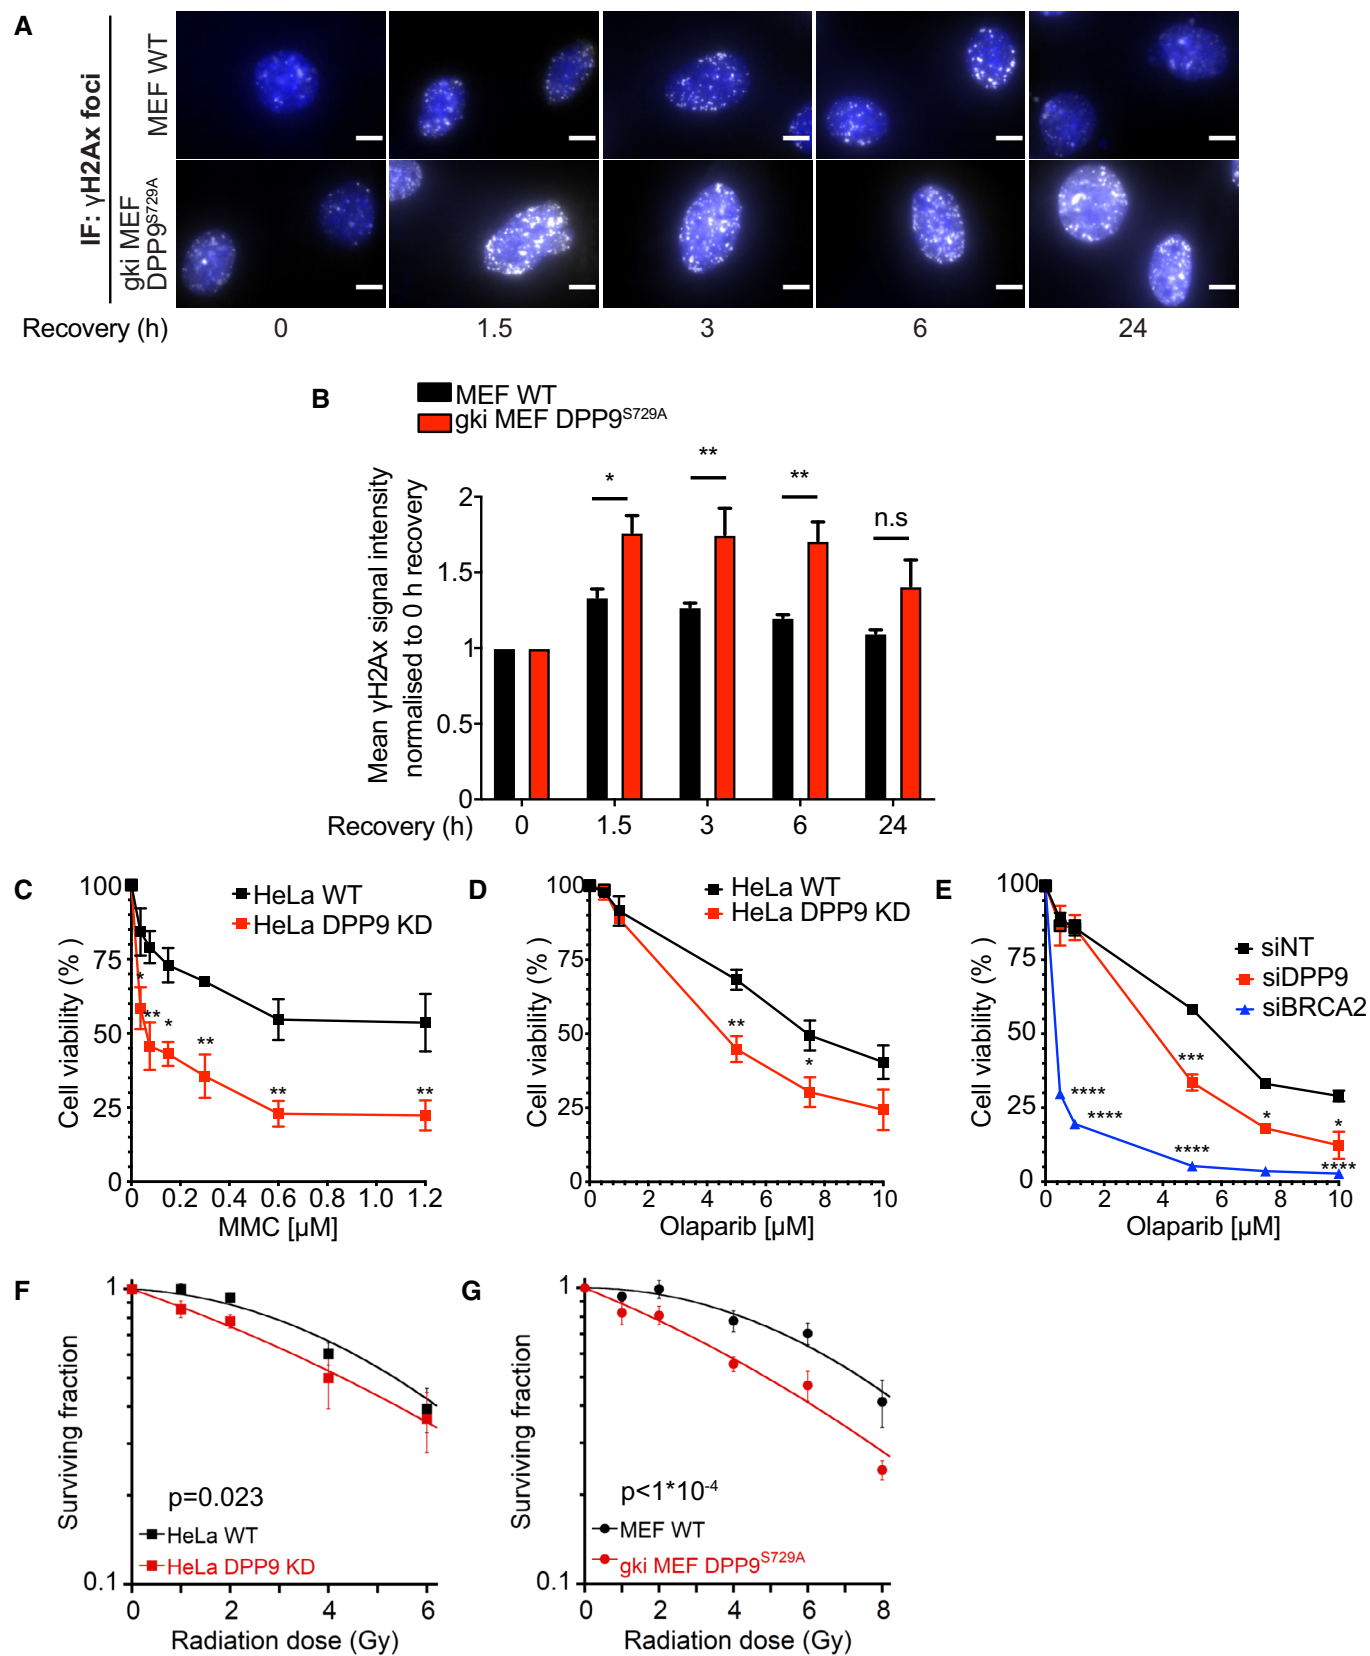 A
IF: γH2Ax foci
MEF WT
gki MEF
DPP9S729A
Recovery (h)
0
1.5
3
6
24
B
MEF WT
gki MEF DPP9S729A
Mean γH2Ax signal intensity
normalised to 0 h recovery
2
1.5
1
0.5
0
*
**
**
n.s
Recovery (h)
0
1.5
3
6
24
C
HeLa WT
HeLa DPP9 KD
Cell viability (% )
100
75
50
25
0
*
**
*
**
**
**
0
0.2
0.4
0.6
0.8
1.0
1.2
MMC [µM]
D
HeLa WT
HeLa DPP9 KD
Cell viability (% )
100
75
50
25
0
**
*
0
2
4
6
8
10
Olaparib [µM]
E
siNT
siDPP9
siBRCA2
Cell viability (% )
100
75
50
25
0
***
*
*
****
****
****
****
0
2
4
6
8
10
Olaparib [µM]
F
Surviving fraction
1
0.1
p=0.023
HeLa WT
HeLa DPP9 KD
0
2
4
6
Radiation dose (Gy)
G
Surviving fraction
1
0.1
p<1*10-4
MEF WT
gki MEF DPP9S729A
0
2
4
6
8
Radiation dose (Gy)